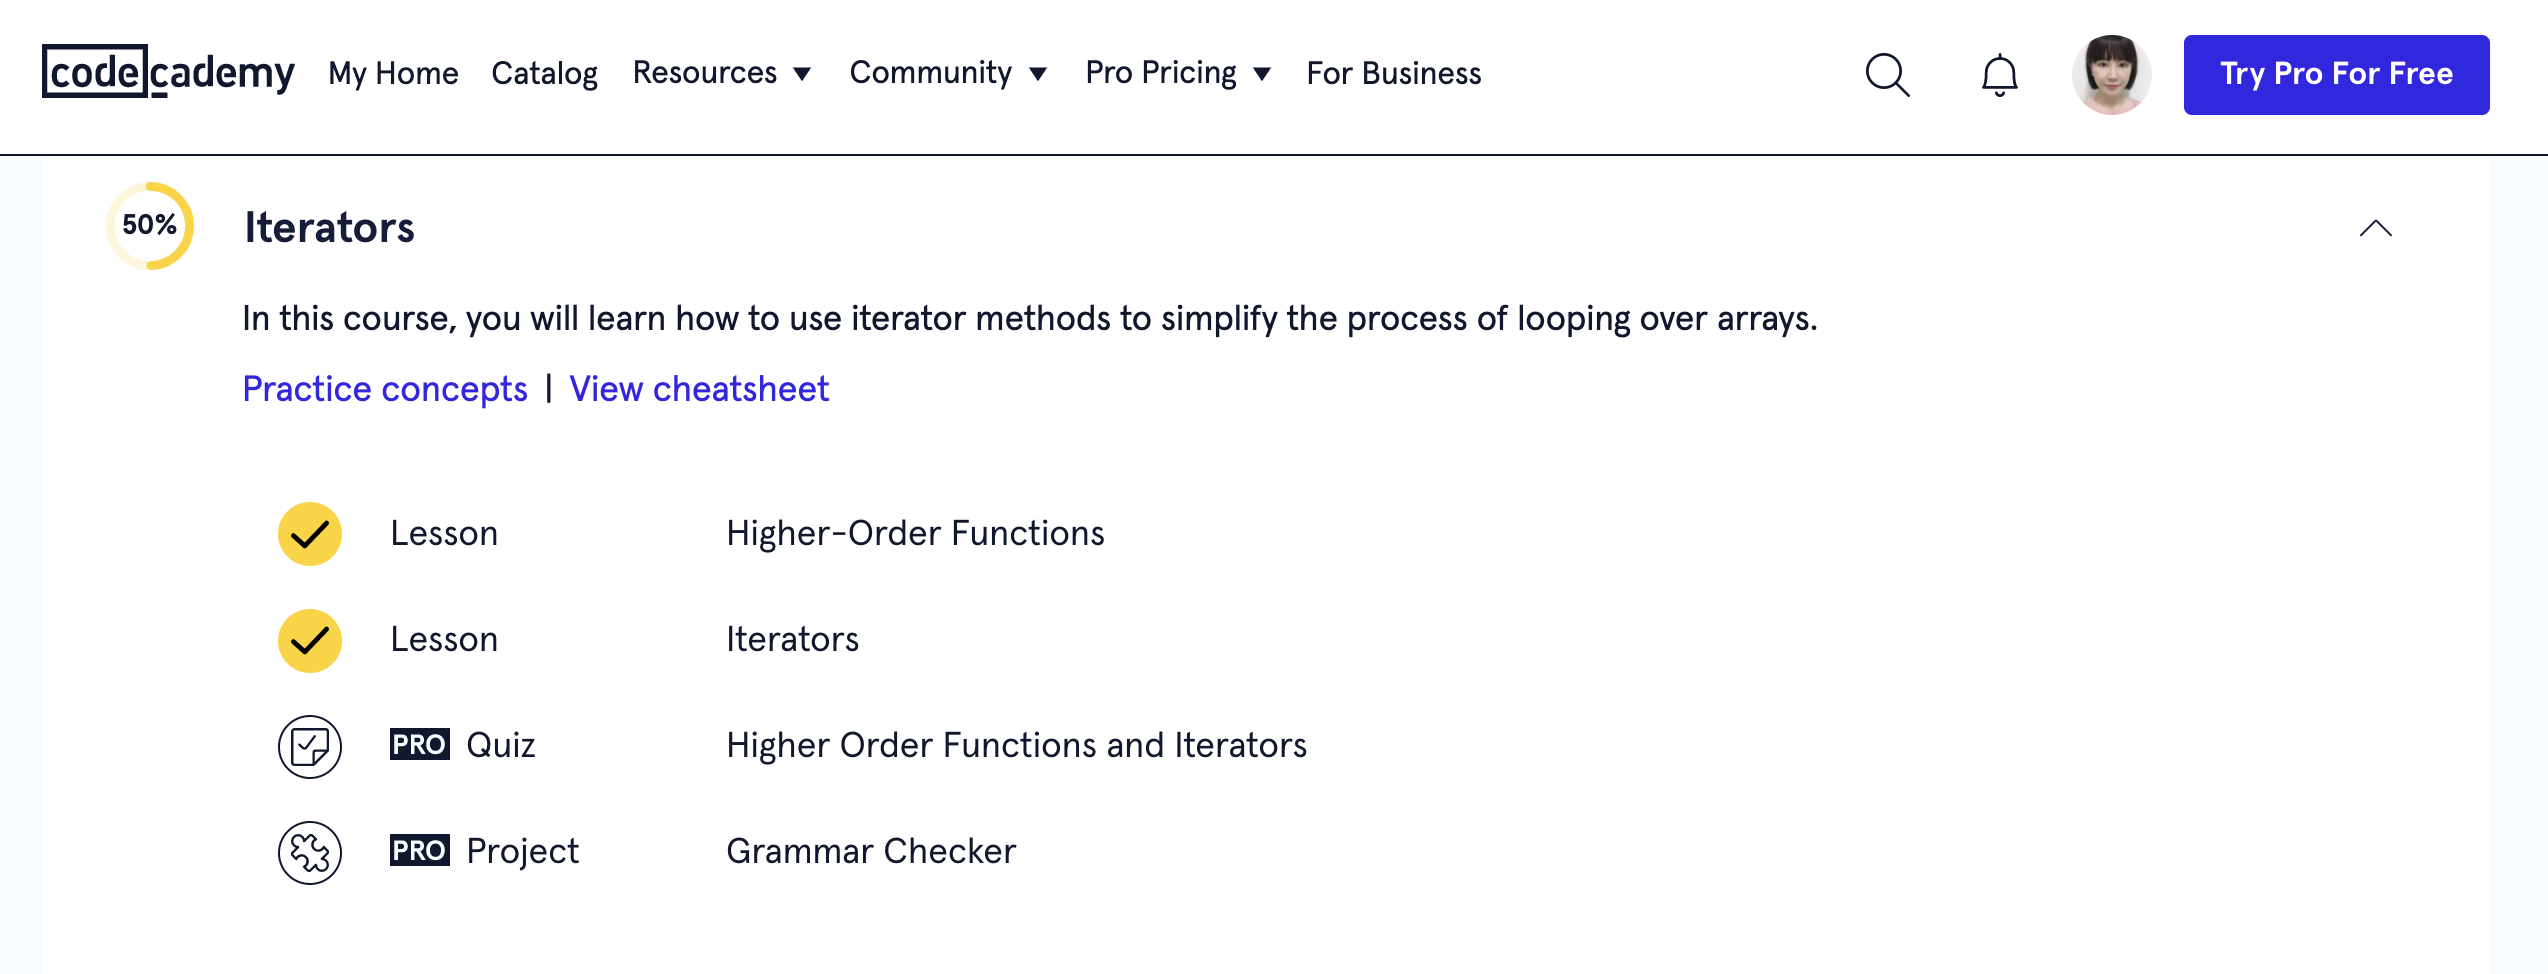 codecademy My Home Catalog Resources Community Pro Pricing For Business Try Pro For Free
50% Iterators
In this course, you will learn how to use iterator methods to simplify the process of looping over arrays.
Practice concepts | View cheatsheet
Lesson Higher-Order Functions
Lesson Iterators
PRO Quiz Higher Order Functions and Iterators
PRO Project Grammar Checker